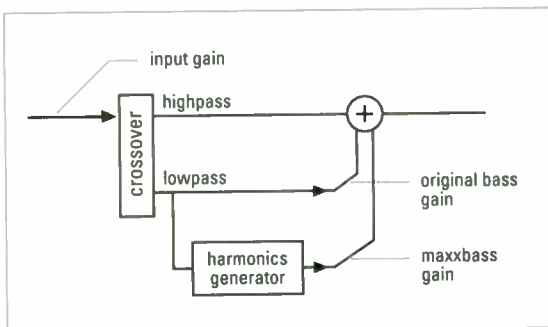 input gain
highpass
crossover
lowpass
original bass
gain
harmonics
generator
maxxbass
gain